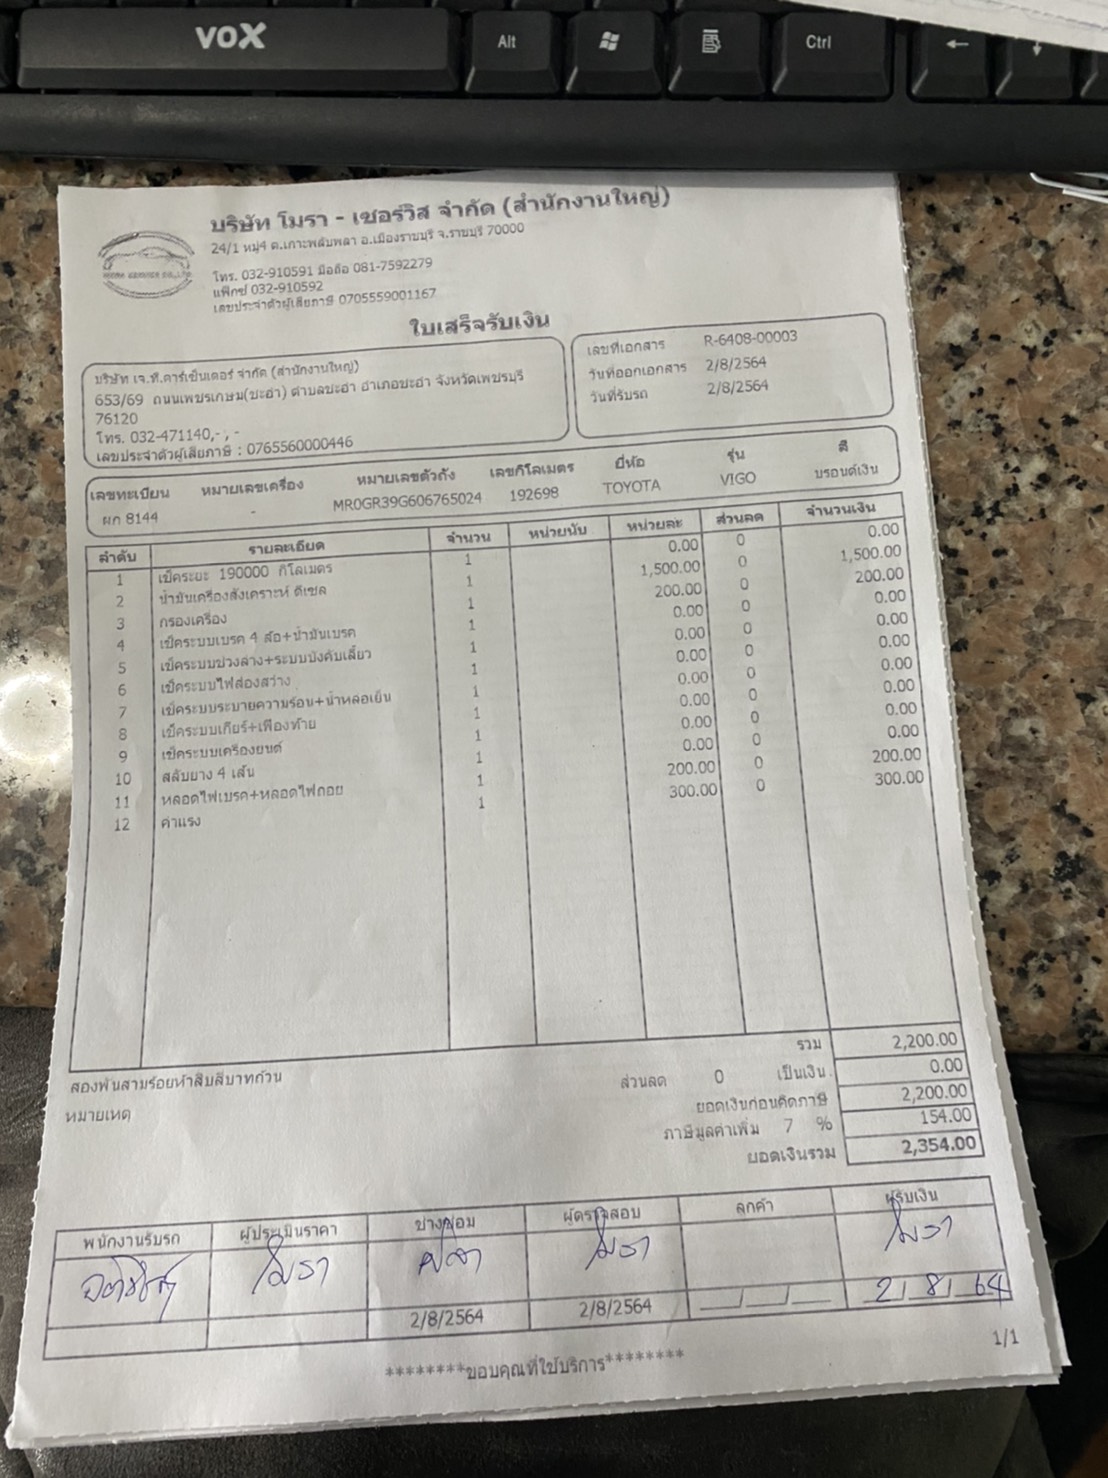 VOX
Alt
Ctrl
บริษัท โมรา - เซอร์วิส จำกัด (สำนักงานใหญ่)
24/1 หมู่4 ต.เกาะพลับพลา อ.เมืองราชบุรี จ.ราชบุรี 70000
โทร. 032-910591 มือถือ 081-7592279
แฟ็กซ์ 032-910592
เลขประจำตัวผู้เสียภาษี 0705559001167
ใบเสร็จรับเงิน
บริษัท เจ.ที.คาร์เซ็นเตอร์ จำกัด (สำนักงานใหญ่)
653/69 ถนนเพชรเกษม(ชะอำ) ตำบลชะอำ อำเภอชะอำ จังหวัดเพชรบุรี
76120
โทร. 032-471140,- , -
เลขประจำตัวผู้เสียภาษี : 0765560000446
เลขที่เอกสาร R-6408-00003
วันที่ออกเอกสาร 2/8/2564
วันที่รับรถ 2/8/2564
เลขทะเบียน หมายเลขเครื่อง หมายเลขตัวถัง เลขกิโลเมตร ยี่ห้อ รุ่น สี
ผก 8144 - MR0GR39G606765024 192698 TOYOTA VIGO บรอนด์เงิน
ลำดับ รายละเอียด จำนวน หน่วยนับ หน่วยละ ส่วนลด จำนวนเงิน
1 เช็คระยะ 190000 กิโลเมตร 1 0.00 0 0.00
2 น้ำมันเครื่องสังเคราะห์ ดีเซล 1 1,500.00 0 1,500.00
3 กรองเครื่อง 1 200.00 0 200.00
4 เช็คระบบเบรค 4 ล้อ+น้ำมันเบรค 1 0.00 0 0.00
5 เช็คระบบช่วงล่าง+ระบบบังคับเลี้ยว 1 0.00 0 0.00
6 เช็คระบบไฟส่องสว่าง 1 0.00 0 0.00
7 เช็คระบบระบายความร้อน+น้ำหล่อเย็น 1 0.00 0 0.00
8 เช็คระบบเกียร์+เฟืองท้าย 1 0.00 0 0.00
9 เช็คระบบเครื่องยนต์ 1 0.00 0 0.00
10 สลับยาง 4 เส้น 1 0.00 0 0.00
11 หลอดไฟเบรค+หลอดไฟถอย 1 200.00 0 200.00
12 ค่าแรง 1 300.00 0 300.00
รวม 2,200.00
สองพันสามร้อยห้าสิบสี่บาทถ้วน
ส่วนลด 0 เป็นเงิน 0.00
หมายเหตุ
ยอดเงินก่อนคิดภาษี 2,200.00
ภาษีมูลค่าเพิ่ม 7 % 154.00
ยอดเงินรวม 2,354.00
พนักงานรับรถ ผู้ประเมินราคา ช่างซ่อม ผู้ตรวจสอบ ลูกค้า ผู้รับเงิน
โมรา โมรา โมรา
2/8/2564 2/8/2564 __/__/__ 2/8/64
********ขอบคุณที่ใช้บริการ********
1/1